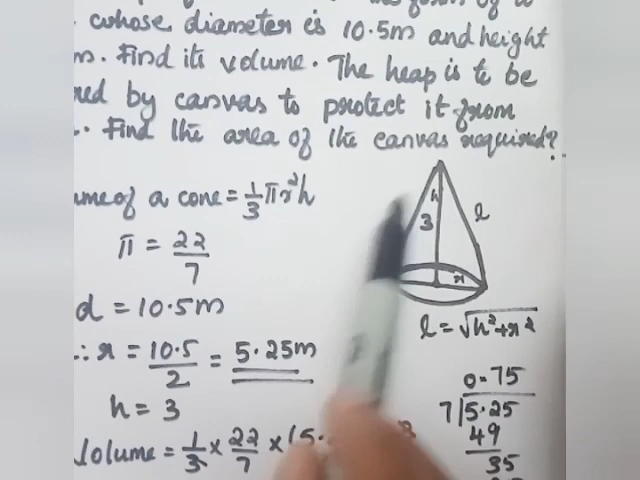 whose diameter is 10.5m and height
m. Find its volume. The heap is to be
red by canvas to protect it from
. Find the area of the canvas required?
ume of a cone = 1/3 πr²h
π = 22/7
d = 10.5m
∴ r = 10.5/2 = 5.25m
h = 3
Volume = 1/3 × 22/7 × (5.
h
3
l
r
l = √h²+r²
0.75
7 5.25
49
35